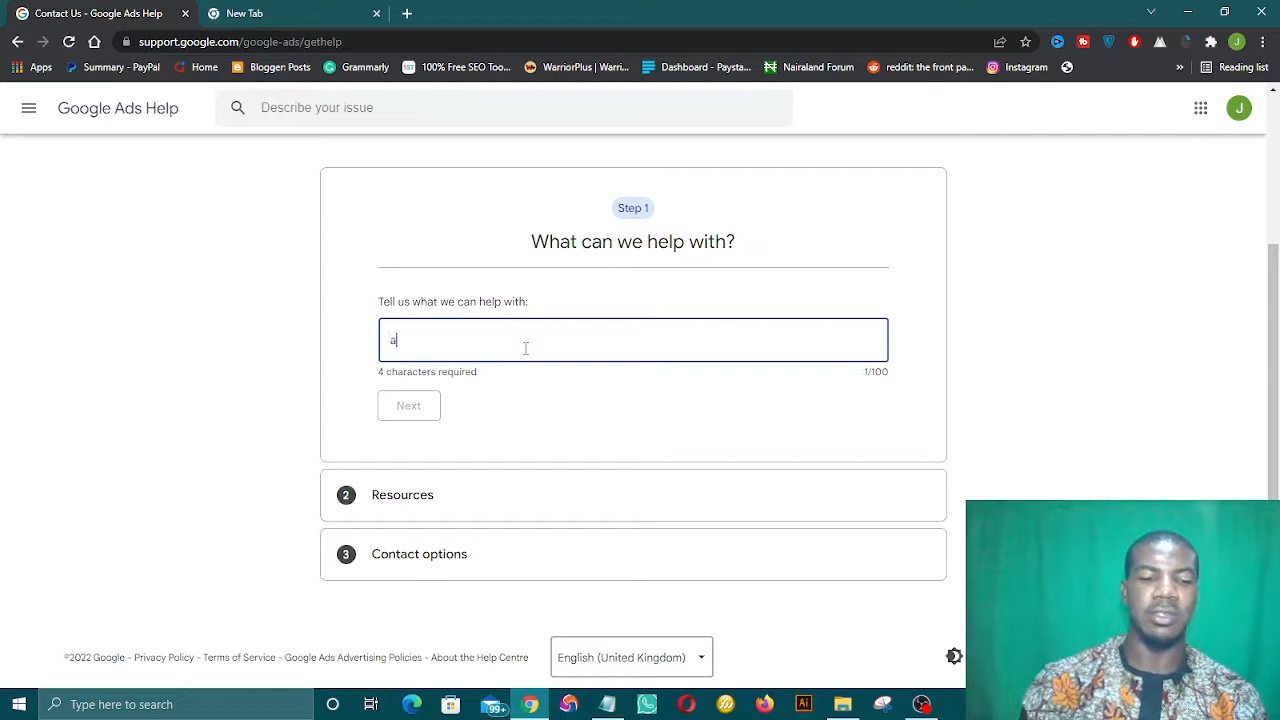 Contact Us - Google Ads Help
New Tab
support.google.com/google-ads/gethelp
J
Apps
Summary - PayPal
Home
Blogger Posts
Grammarly
SST
100% Free SEO Too...
WarriorPlus | Warri...
Dashboard - Paysta...
Nairaland Forum
reddit: the front pa...
Instagram
»
Reading list
Google Ads Help
Describe your issue
J
Step 1
What can we help with?
Tell us what we can help with:
a
4 characters required
1/100
Next
2
Resources
3
Contact options
©2022 Google - Privacy Policy - Terms of Service - Google Ads Advertising Policies - About the Help Centre
English (United Kingdom)
Type here to search
99+
Ai